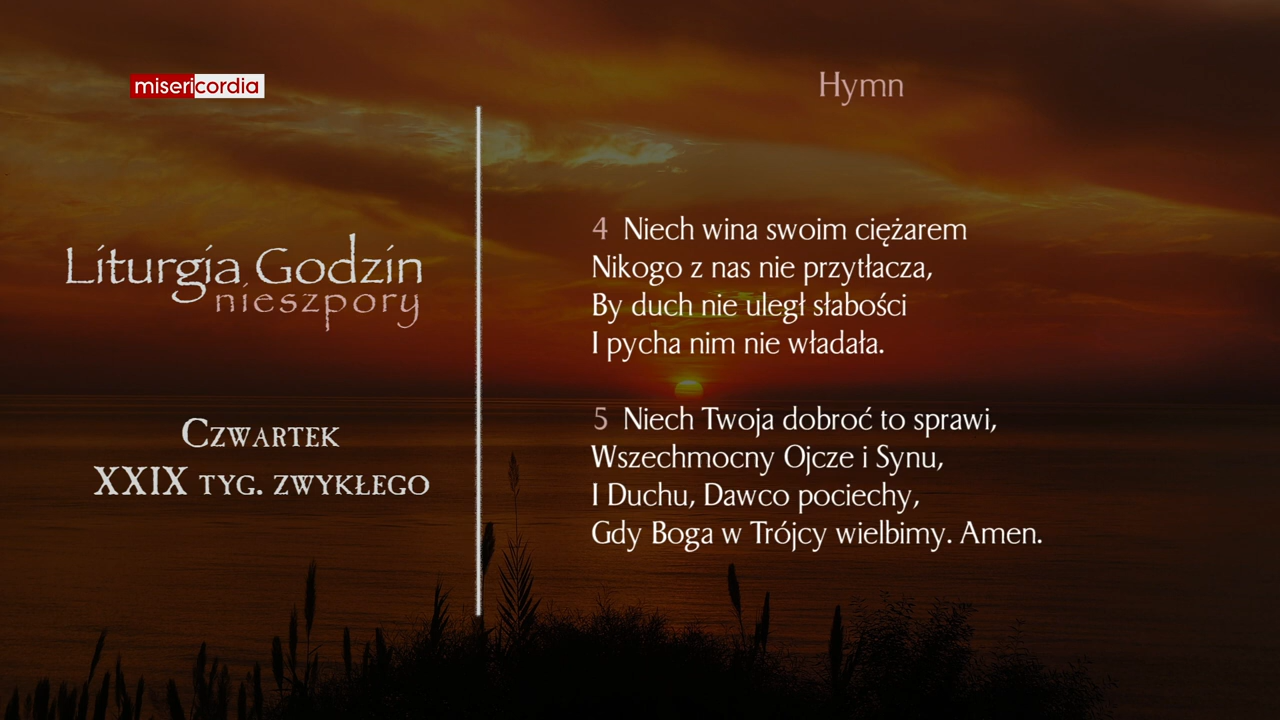 misericordia
Liturgia Godzin
nieszpory
Czwartek
XXIX tyg. zwykłego
Hymn
4 Niech wina swoim ciężarem
Nikogo z nas nie przytłacza,
By duch nie uległ słabości
I pycha nim nie władała.
5 Niech Twoja dobroć to sprawi,
Wszechmocny Ojcze i Synu,
I Duchu, Dawco pociechy,
Gdy Boga w Trójcy wielbimy. Amen.